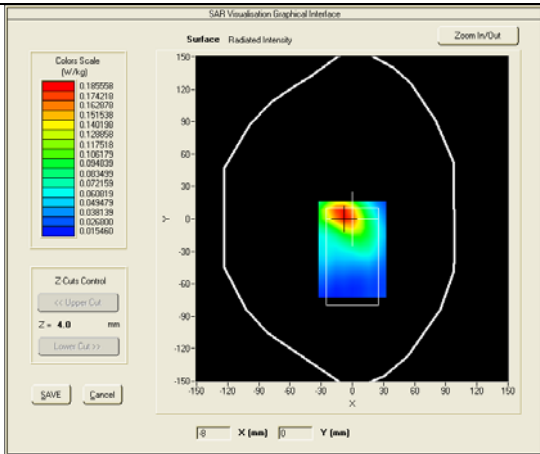 SAR Visualisation Graphical Interface
Surface Radiated Intensity
Zoom In/Out
Colors Scale
(W/kg)
0.185558
0.174218
0.162878
0.151538
0.140198
0.128858
0.117518
0.106179
0.094839
0.083499
0.072159
0.060819
0.049479
0.038139
0.026800
0.015460
Z-Cuts Control
<< Upper Cut
Z = 4.0 mm
Lower Cut >>
SAVE Cancel
150
120
90
60
30
0
-30
-60
-90
-120
-150
Y
-150 -120 -90 -60 -30 0 30 60 90 120 150
X
-8 X (mm) 0 Y (mm)